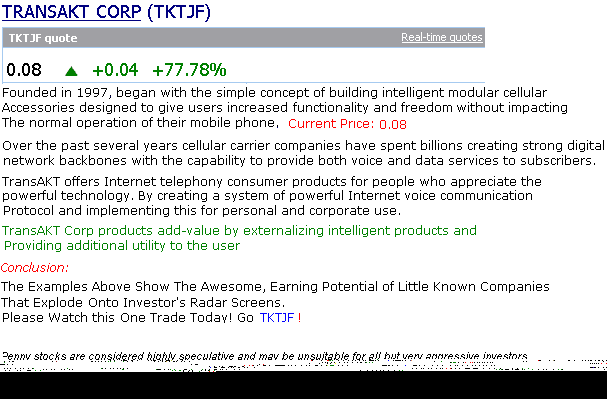 TRANSAKT CORP (TKTJF)
TKTJF quote Real-time quotes
0.08 ▲ +0.04 +77.78%
Founded in 1997, began with the simple concept of building intelligent modular cellular
Accessories designed to give users increased functionality and freedom without impacting
The normal operation of their mobile phone. Current Price: 0.08
Over the past several years cellular carrier companies have spent billions creating strong digital
network backbones with the capability to provide both voice and data services to subscribers.
TransAKT offers Internet telephony consumer products for people who appreciate the
powerful technology. By creating a system of powerful Internet voice communication
Protocol and implementing this for personal and corporate use.
TransAKT Corp products add-value by externalizing intelligent products and
Providing additional utility to the user
Conclusion:
The Examples Above Show The Awesome, Earning Potential of Little Known Companies
That Explode Onto Investor's Radar Screens.
Please Watch this One Trade Today! Go TKTJF !
Penny stocks are considered highly speculative and may be unsuitable for all but very aggressive investors